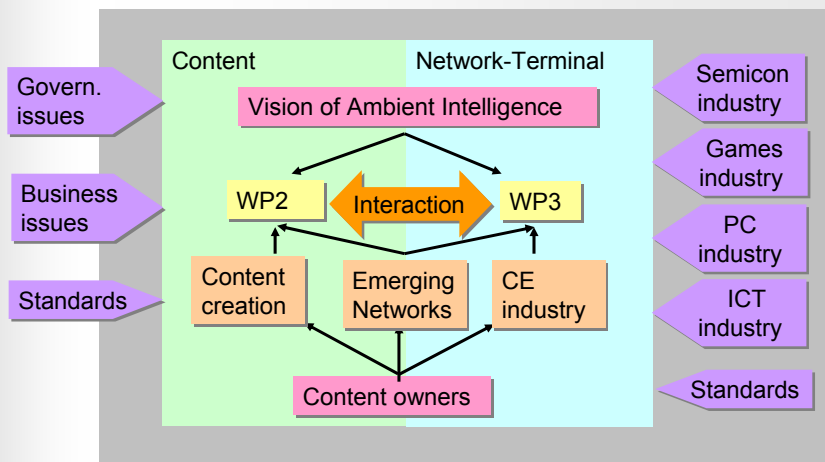 Content
Network-Terminal
Govern.
issues
Business
issues
Standards
Vision of Ambient Intelligence
WP2
Interaction
WP3
Content
creation
Emerging
Networks
CE
industry
Content owners
Semicon
industry
Games
industry
PC
industry
ICT
industry
Standards